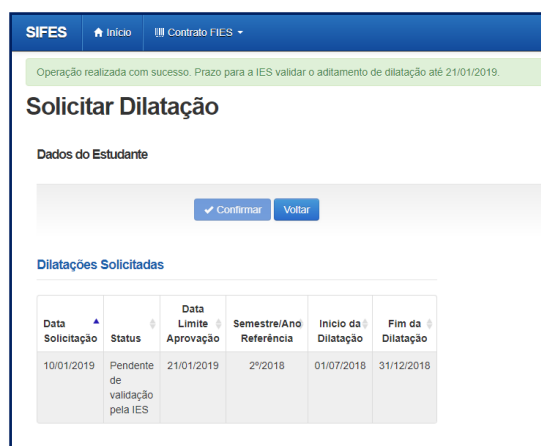 SIFES Início Contrato FIES
Operação realizada com sucesso. Prazo para a IES validar o aditamento de dilatação até 21/01/2019.
Solicitar Dilatação
Dados do Estudante
Confirmar Voltar
Dilatações Solicitadas
Data
Data Limite Semestre/Ano Inicio da Fim da
Solicitação Status Aprovação Referência Dilatação Dilatação
10/01/2019 Pendente 21/01/2019 2º/2018 01/07/2018 31/12/2018
de
validação
pela IES